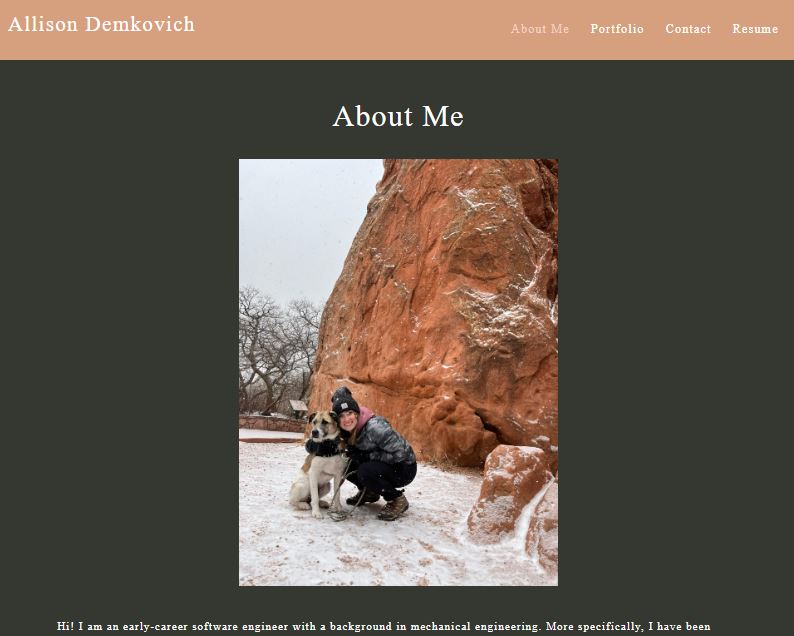 Allison Demkovich
About Me Portfolio Contact Resume
About Me
Hi! I am an early-career software engineer with a background in mechanical engineering. More specifically, I have been